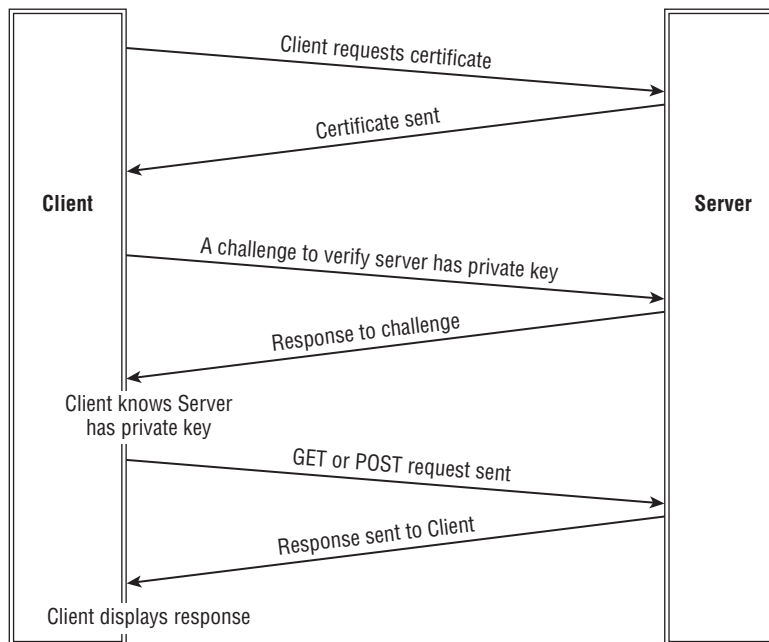 Client requests certificate
Certificate sent
Client
Server
A challenge to verify server has private key
Response to challenge
Client knows Server
has private key
GET or POST request sent
Response sent to Client
Client displays response